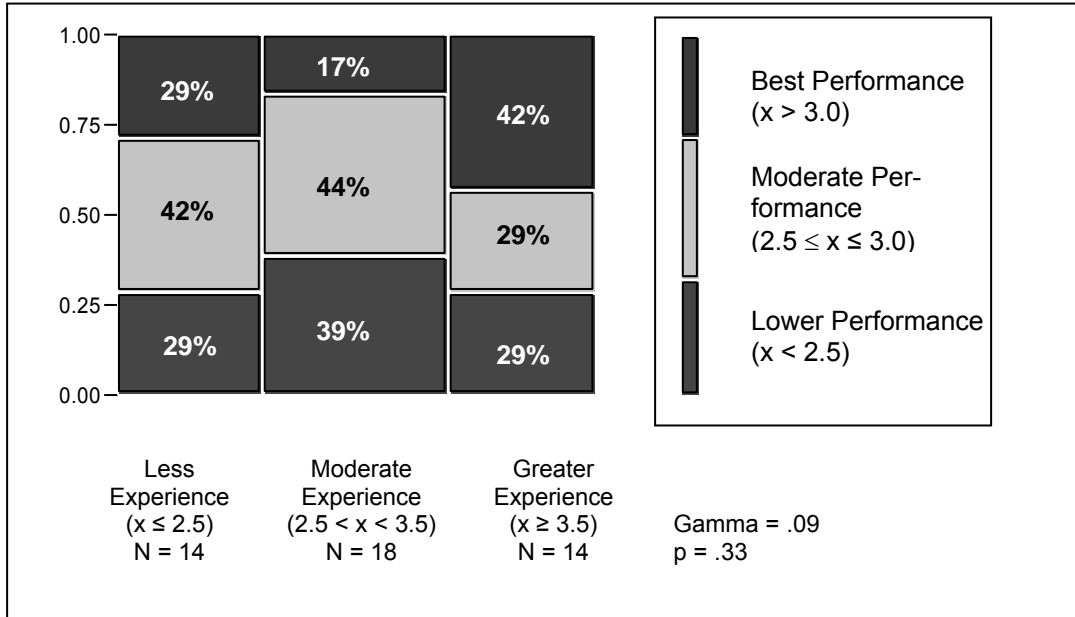 1.00
0.75
0.50
0.25
0.00
29%
42%
29%
17%
44%
39%
42%
29%
29%
Best Performance
(x > 3.0)
Moderate Per-
formance
(2.5 ≤ x ≤ 3.0)
Lower Performance
(x < 2.5)
Less
Experience
(x ≤ 2.5)
N = 14
Moderate
Experience
(2.5 < x < 3.5)
N = 18
Greater
Experience
(x ≥ 3.5)
N = 14
Gamma = .09
p = .33